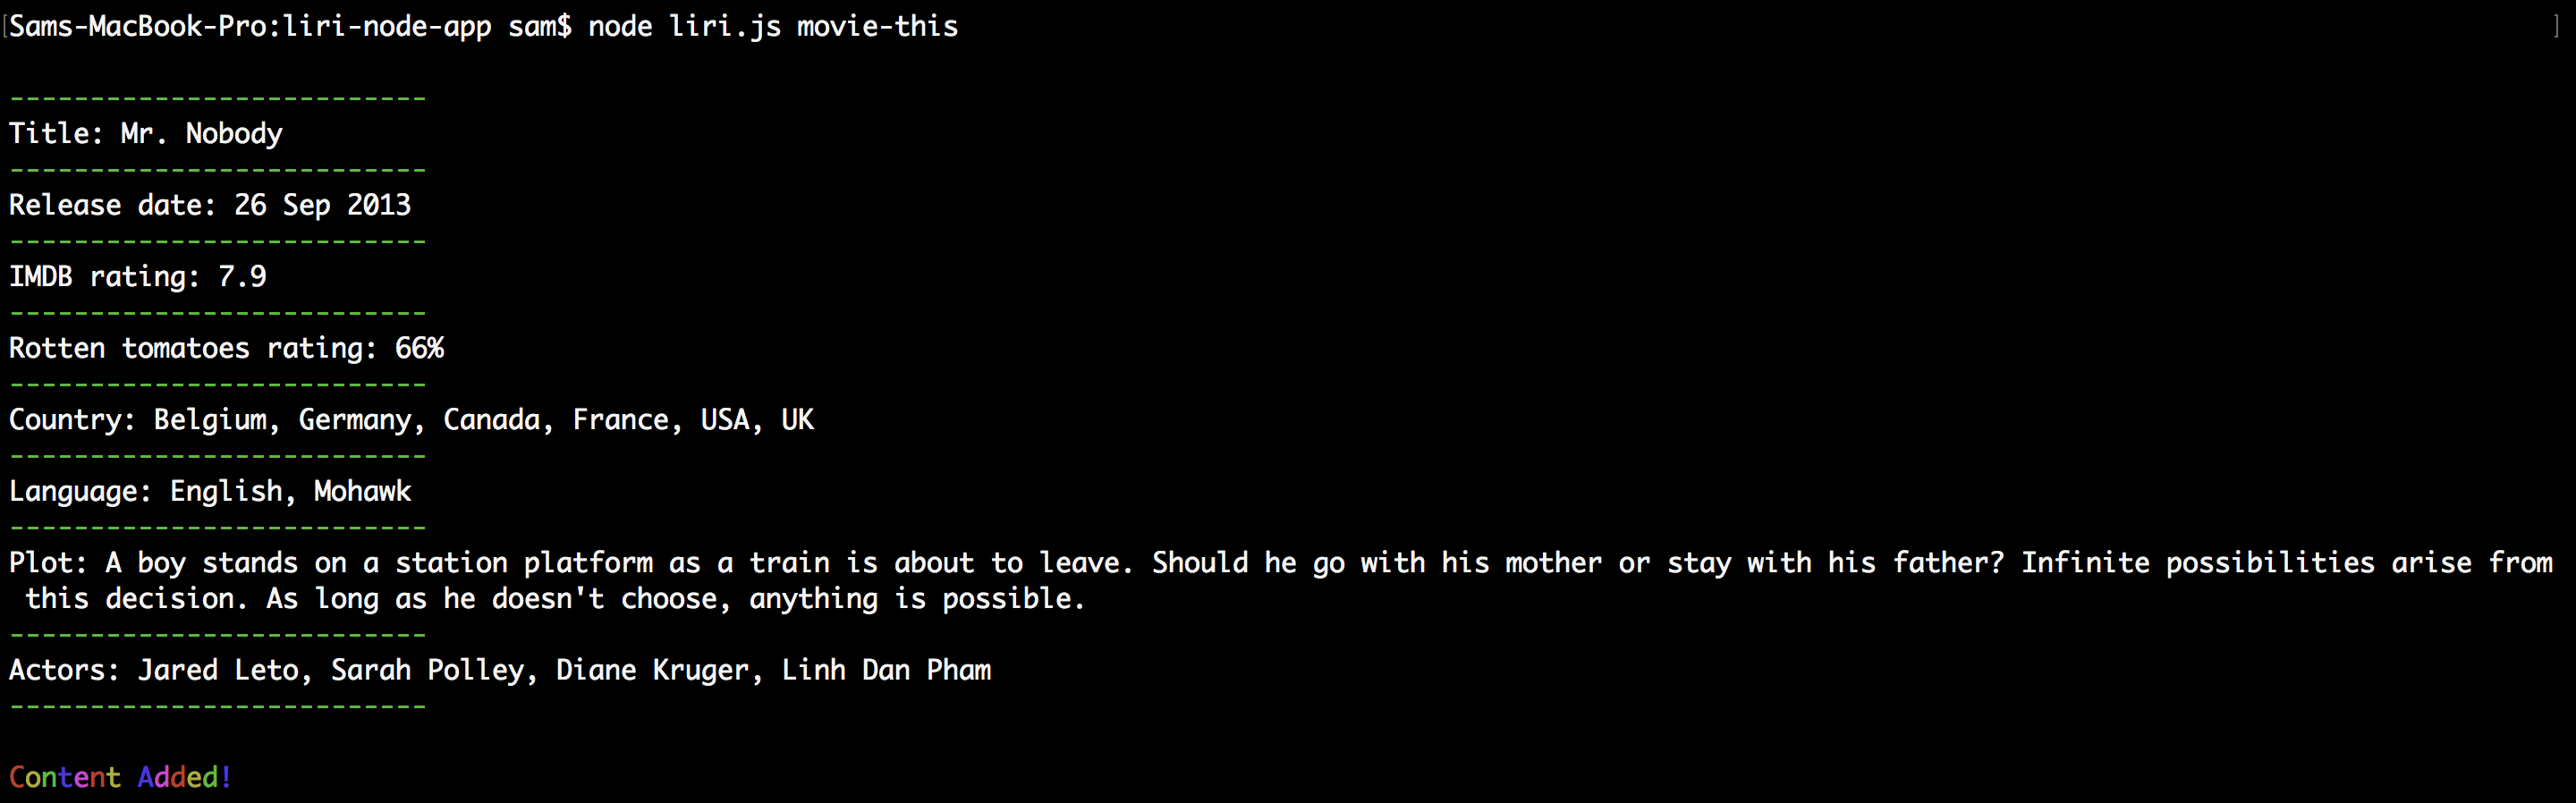 [Sams-MacBook-Pro:liri-node-app sam$ node liri.js movie-this ]
--------------------------
Title: Mr. Nobody
--------------------------
Release date: 26 Sep 2013
--------------------------
IMDB rating: 7.9
--------------------------
Rotten tomatoes rating: 66%
--------------------------
Country: Belgium, Germany, Canada, France, USA, UK
--------------------------
Language: English, Mohawk
--------------------------
Plot: A boy stands on a station platform as a train is about to leave. Should he go with his mother or stay with his father? Infinite possibilities arise from
 this decision. As long as he doesn't choose, anything is possible.
--------------------------
Actors: Jared Leto, Sarah Polley, Diane Kruger, Linh Dan Pham
--------------------------
Content Added!